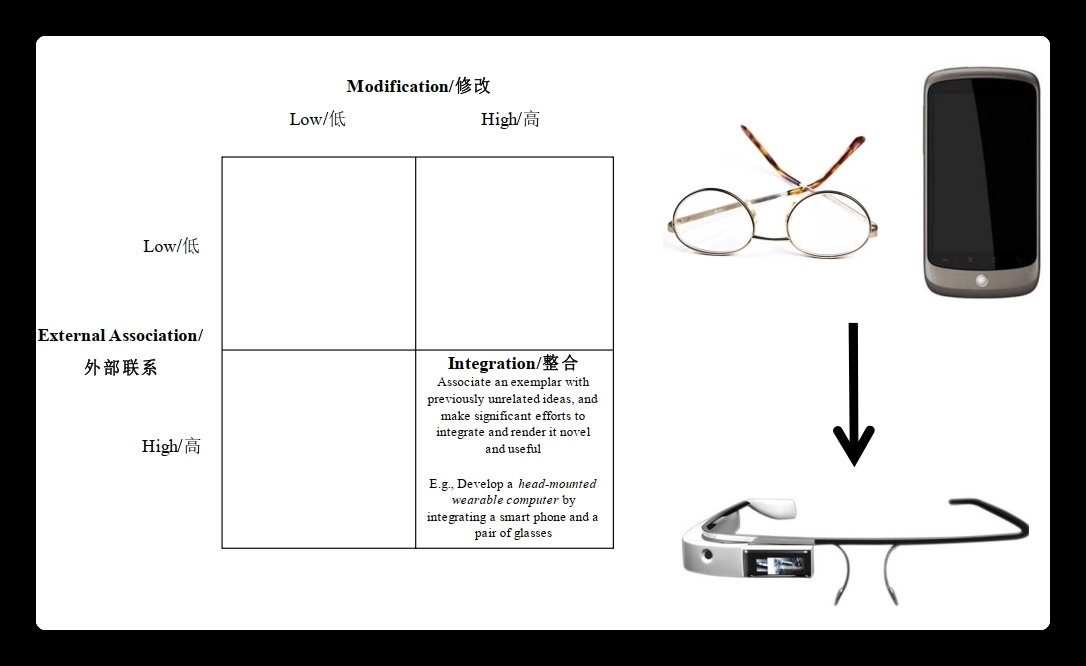 Modification/修改
Low/低
High/高
Low/低
External Association/
外部联系
High/高
Integration/整合
Associate an exemplar with
previously unrelated ideas, and
make significant efforts to
integrate and render it novel
and useful
E.g., Develop a head-mounted
wearable computer by
integrating a smart phone and a
pair of glasses